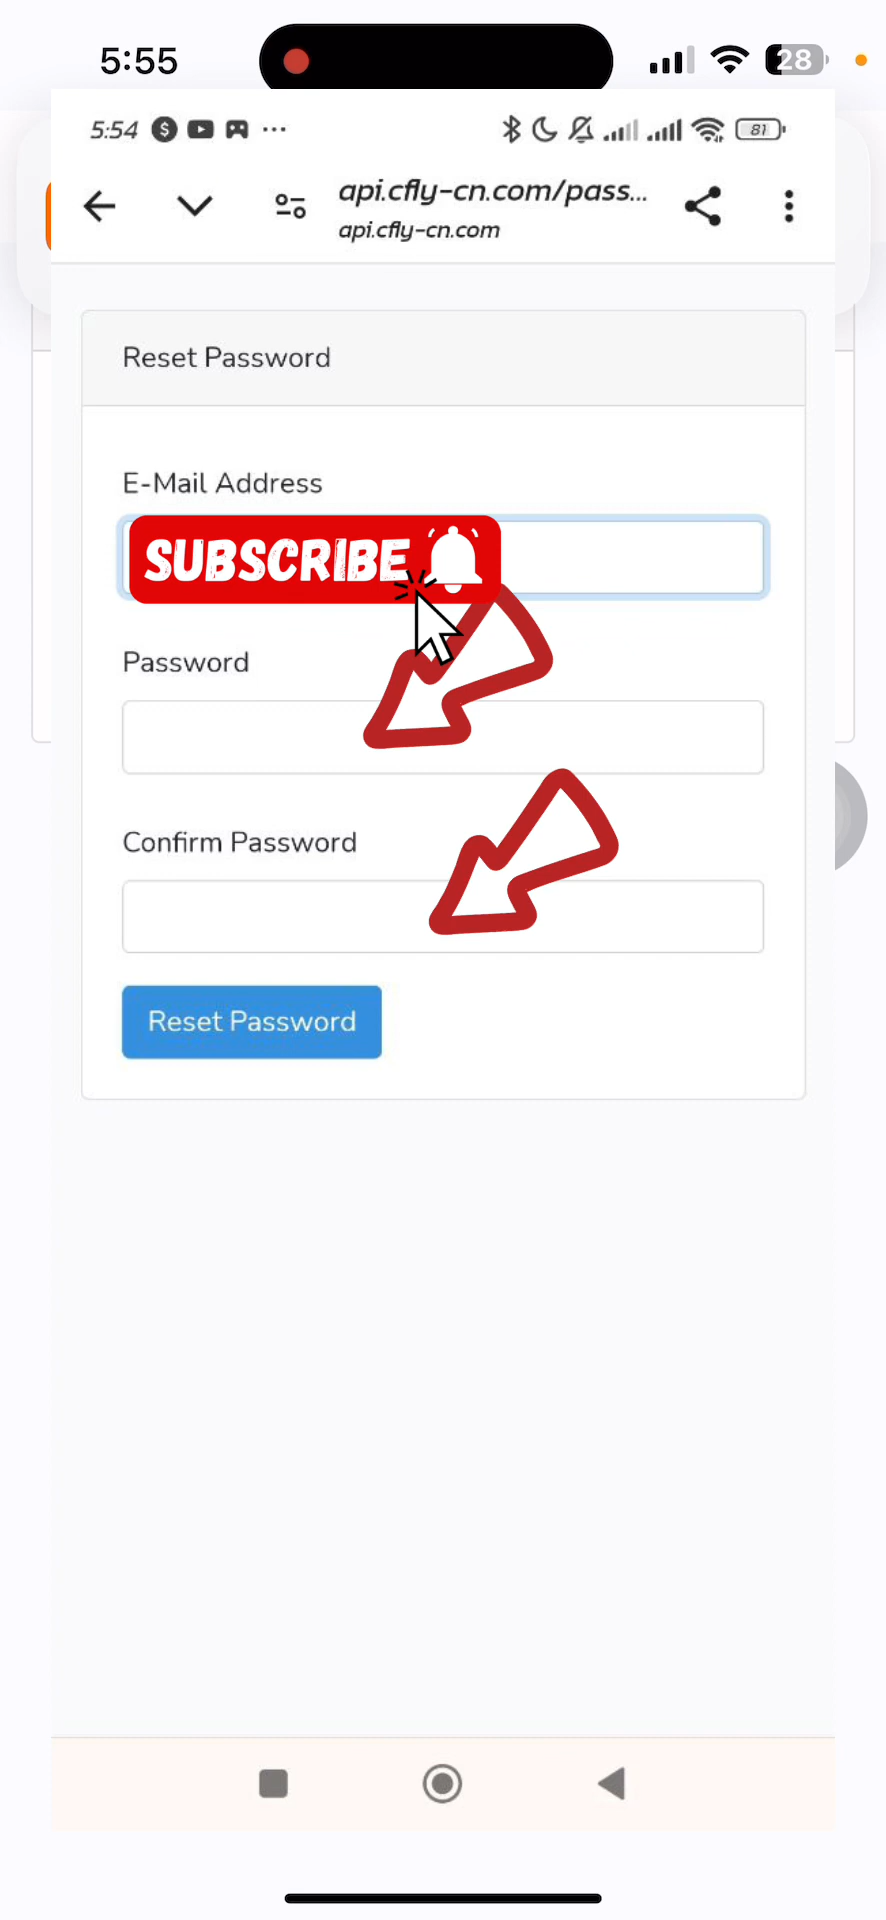 5:55
28
5:54
81
api.cfly-cn.com/pass...
api.cfly-cn.com
Reset Password
E-Mail Address
SUBSCRIBE
Password
Confirm Password
Reset Password